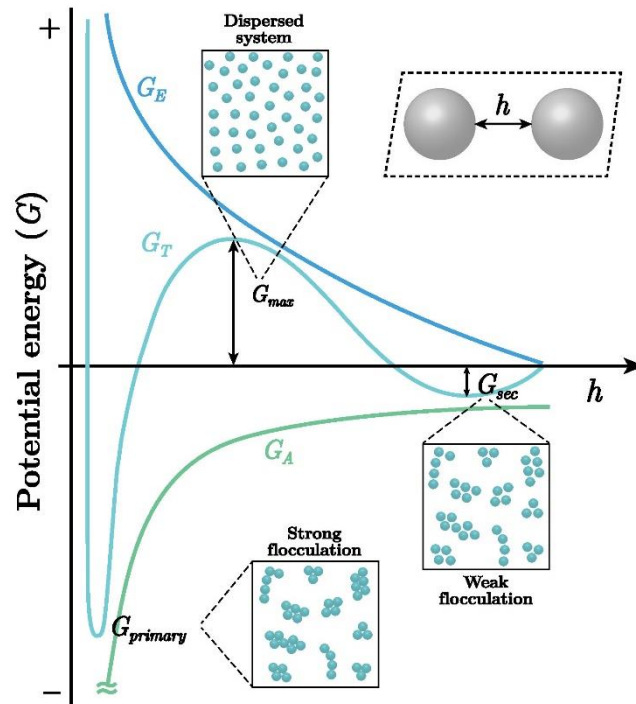 +
Dispersed
system
G_E
h
G_T
G_max
Potential energy (G)
G_sec
h
G_A
Strong
flocculation
Weak
flocculation
G_primary
−